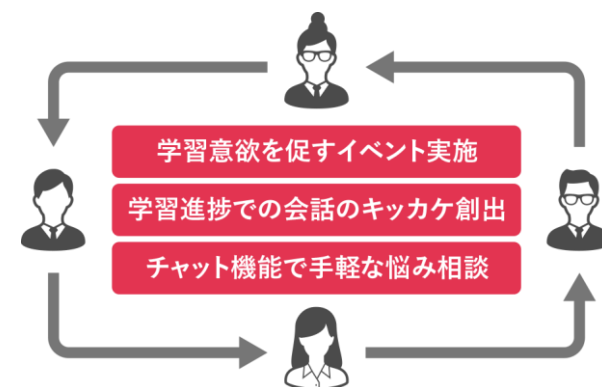 学習意欲を促すイベント実施
学習進捗での会話のキッカケ創出
チャット機能で手軽な悩み相談